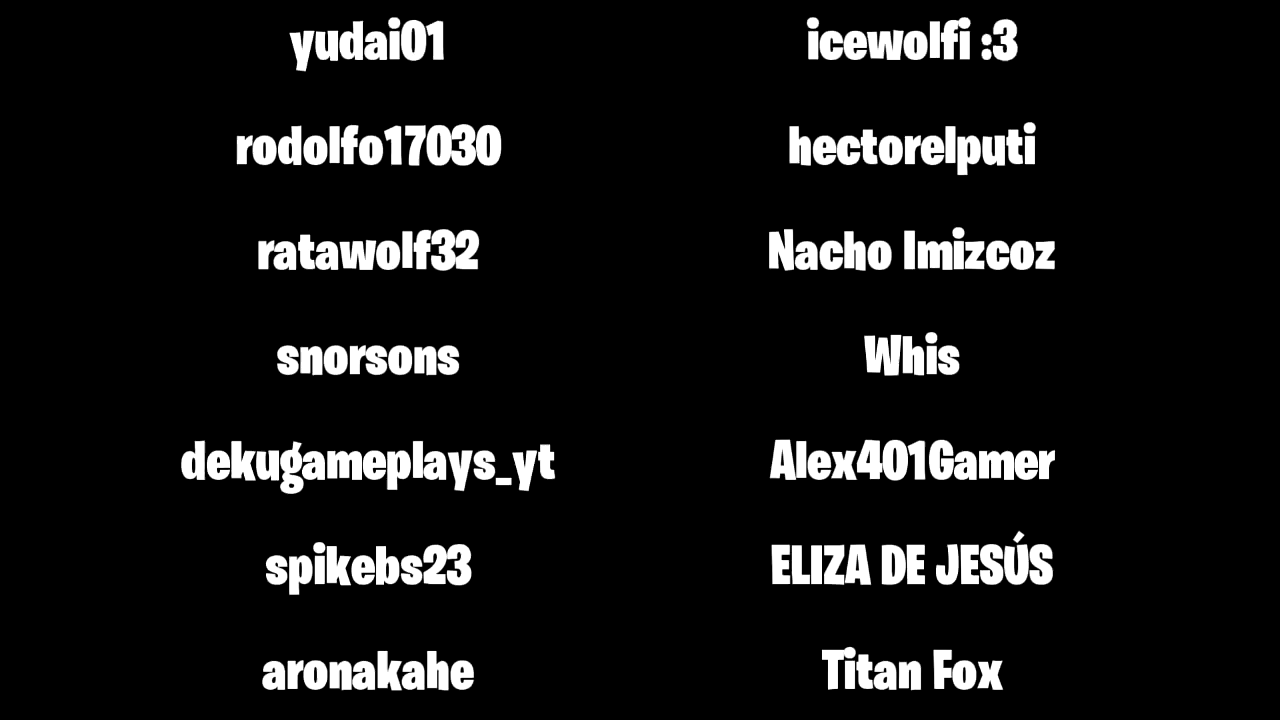 yudai01 icewolfi :3
rodolfo17030 hectorelputi
ratawolf32 Nacho Imizcoz
snorsons Whis
dekugameplays_yt Alex401Gamer
spikebs23 ELIZA DE JESÚS
aronakahe Titan Fox